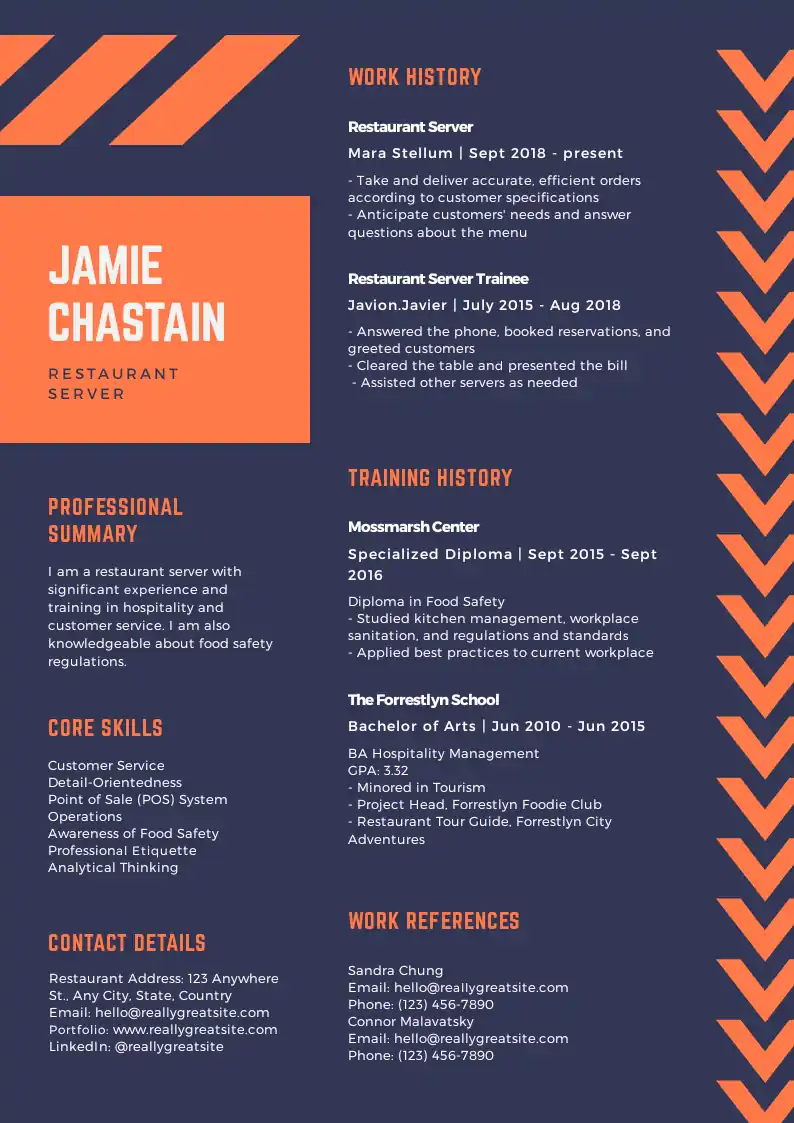 JAMIE
CHASTAIN
RESTAURANT
SERVER
PROFESSIONAL
SUMMARY
I am a restaurant server with
significant experience and
training in hospitality and
customer service. I am also
knowledgeable about food safety
regulations.
CORE SKILLS
Customer Service
Detail-Orientedness
Point of Sale (POS) System
Operations
Awareness of Food Safety
Professional Etiquette
Analytical Thinking
CONTACT DETAILS
Restaurant Address: 123 Anywhere
St., Any City, State, Country
Email: hello@reallygreatsite.com
Portfolio: www.reallygreatsite.com
LinkedIn: @reallygreatsite
WORK HISTORY
Restaurant Server
Mara Stellum | Sept 2018 - present
- Take and deliver accurate, efficient orders
according to customer specifications
- Anticipate customers' needs and answer
questions about the menu
Restaurant Server Trainee
Javion.Javier | July 2015 - Aug 2018
- Answered the phone, booked reservations, and
greeted customers
- Cleared the table and presented the bill
- Assisted other servers as needed
TRAINING HISTORY
Mossmarsh Center
Specialized Diploma | Sept 2015 - Sept
2016
Diploma in Food Safety
- Studied kitchen management, workplace
sanitation, and regulations and standards
- Applied best practices to current workplace
The Forrestlyn School
Bachelor of Arts | Jun 2010 - Jun 2015
BA Hospitality Management
GPA: 3.32
- Minored in Tourism
- Project Head, Forrestlyn Foodie Club
- Restaurant Tour Guide, Forrestlyn City
Adventures
WORK REFERENCES
Sandra Chung
Email: hello@reallygreatsite.com
Phone: (123) 456-7890
Connor Malavatsky
Email: hello@reallygreatsite.com
Phone: (123) 456-7890